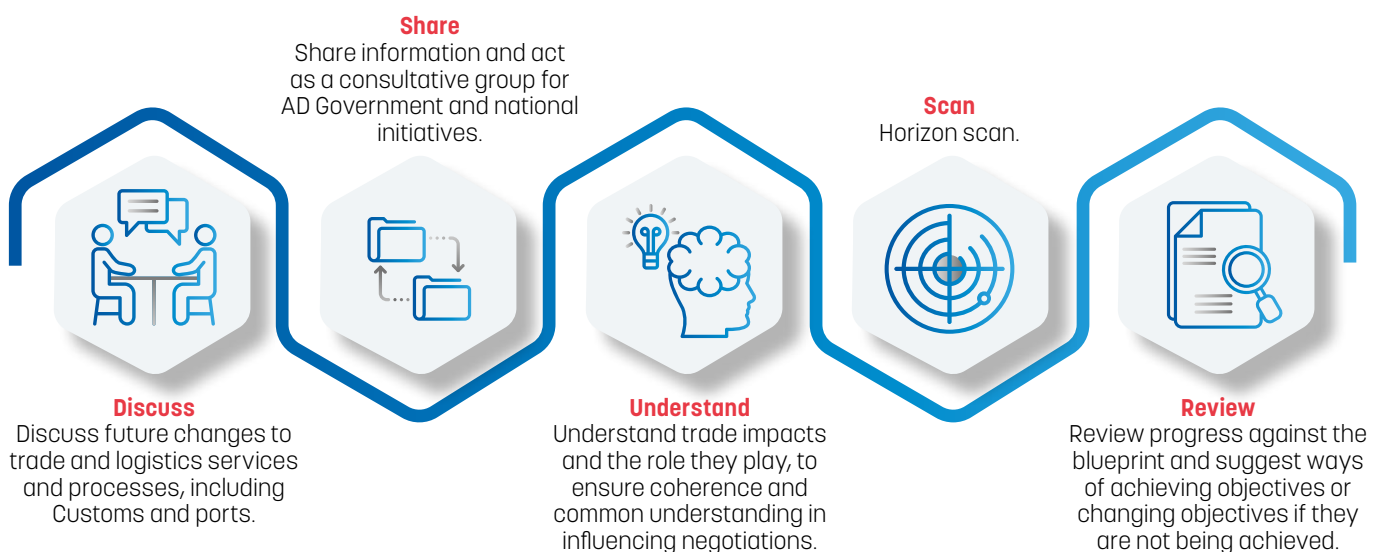 Discuss
Discuss future changes to
trade and logistics services
and processes, including
Customs and ports.
Share
Share information and act
as a consultative group for
AD Government and national
initiatives.
Understand
Understand trade impacts
and the role they play, to
ensure coherence and
common understanding in
influencing negotiations.
Scan
Horizon scan.
Review
Review progress against the
blueprint and suggest ways
of achieving objectives or
changing objectives if they
are not being achieved.